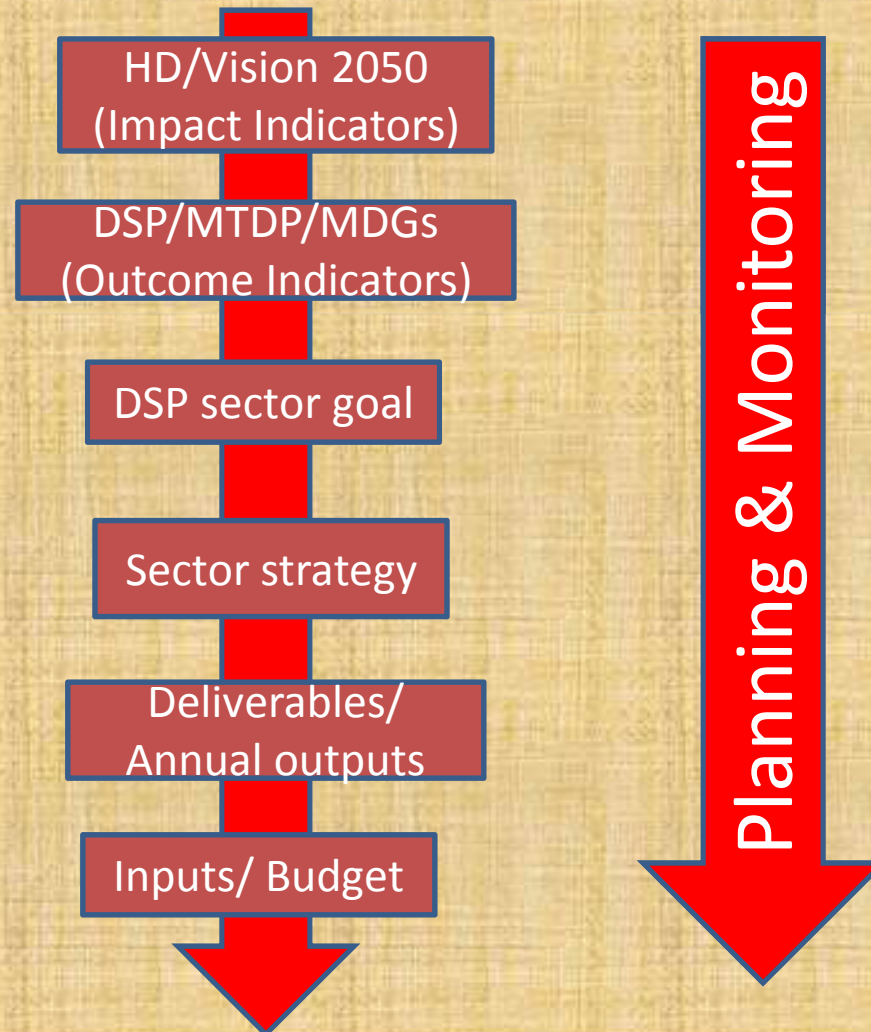 HD/Vision 2050
(Impact Indicators)
DSP/MTDP/MDGs
(Outcome Indicators)
DSP sector goal
Sector strategy
Deliverables/
Annual outputs
Inputs/ Budget
Planning & Monitoring